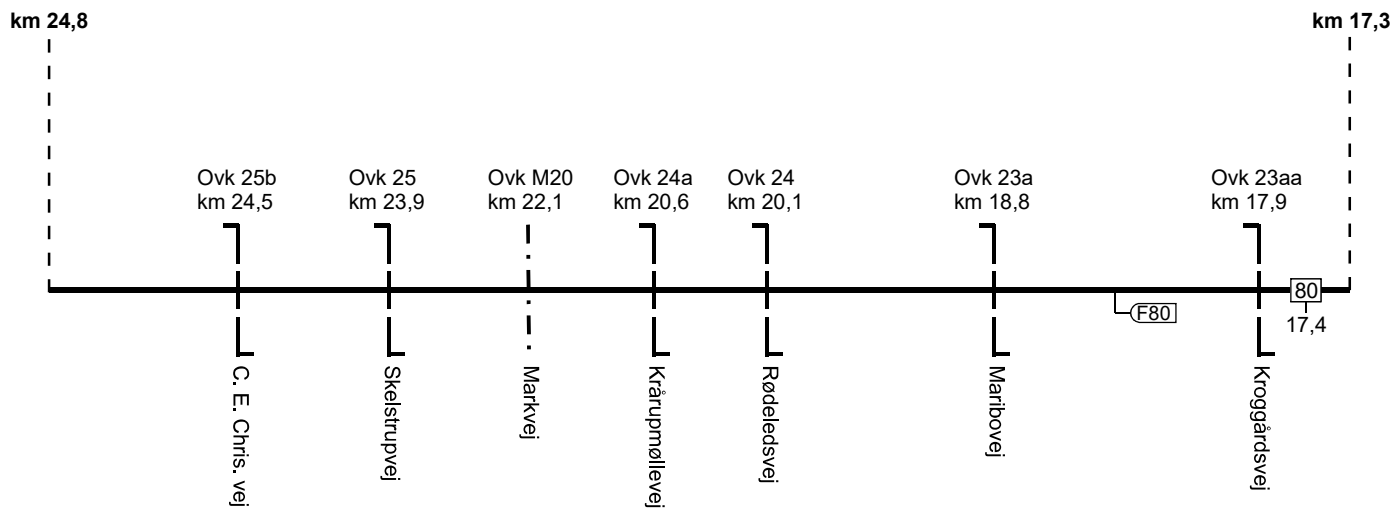 km 24,8
km 17,3
Ovk 25b
km 24,5
Ovk 25
km 23,9
Ovk M20
km 22,1
Ovk 24a
km 20,6
Ovk 24
km 20,1
Ovk 23a
km 18,8
Ovk 23aa
km 17,9
80
F80
17,4
C. E. Chris. vej
Skelstrupvej
Markvej
Krårupmøllevej
Rødeledsvej
Maribovej
Kroggårdsvej